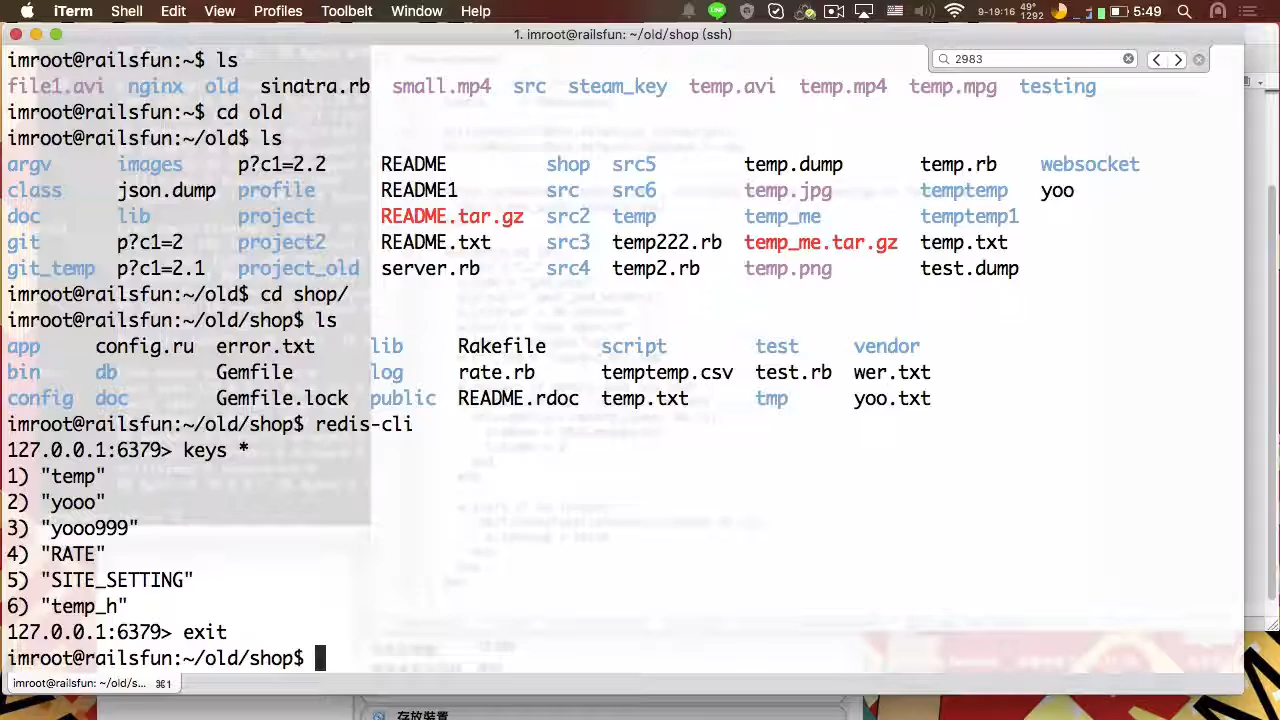 iTerm Shell Edit View Profiles Toolbelt Window Help 9-19-16 49° 1292 5:49
1. imroot@railsfun: ~/old/shop (ssh)
2983
imroot@railsfun:~$ ls
file1.avi nginx old sinatra.rb small.mp4 src steam_key temp.avi temp.mp4 temp.mpg testing
imroot@railsfun:~$ cd old
imroot@railsfun:~/old$ ls
argv images p?c1=2.2 README shop src5 temp.dump temp.rb websocket
class json.dump profile README1 src src6 temp.jpg temptemp yoo
doc lib project README.tar.gz src2 temp temp_me temptemp1
git p?c1=2 project2 README.txt src3 temp222.rb temp_me.tar.gz temp.txt
git_temp p?c1=2.1 project_old server.rb src4 temp2.rb temp.png test.dump
imroot@railsfun:~/old$ cd shop/
imroot@railsfun:~/old/shop$ ls
app config.ru error.txt lib Rakefile script test vendor
bin db Gemfile log rate.rb temptemp.csv test.rb wer.txt
config doc Gemfile.lock public README.rdoc temp.txt tmp yoo.txt
imroot@railsfun:~/old/shop$ redis-cli
127.0.0.1:6379> keys *
1) "temp"
2) "yooo"
3) "yooo999"
4) "RATE"
5) "SITE_SETTING"
6) "temp_h"
127.0.0.1:6379> exit
imroot@railsfun:~/old/shop$
imroot@railsfun: ~/old/s... ⌘1
存放裝置